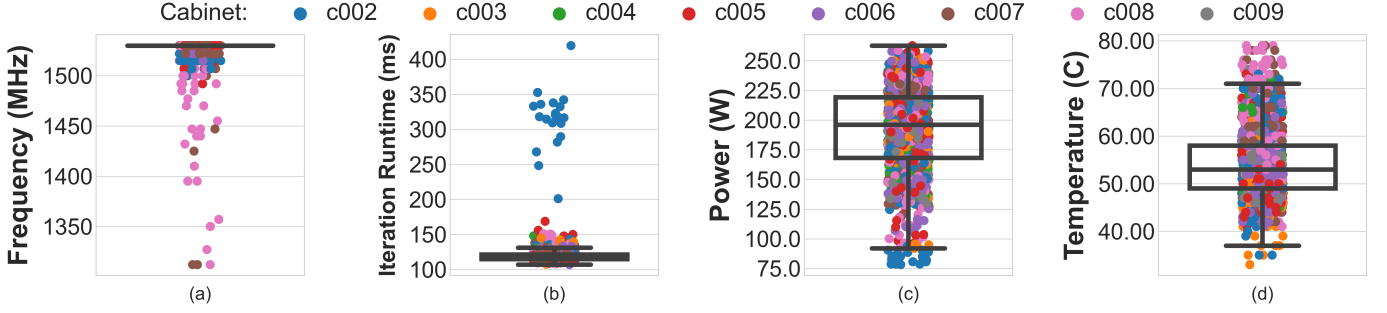 Cabinet: c002 c003 c004 c005 c006 c007 c008 c009
Frequency (MHz)
1500
1450
1400
1350
(a)
Iteration Runtime (ms)
400
350
300
250
200
150
100
(b)
Power (W)
250.0
225.0
200.0
175.0
150.0
125.0
100.0
75.0
(c)
Temperature (C)
80.00
70.00
60.00
50.00
40.00
(d)